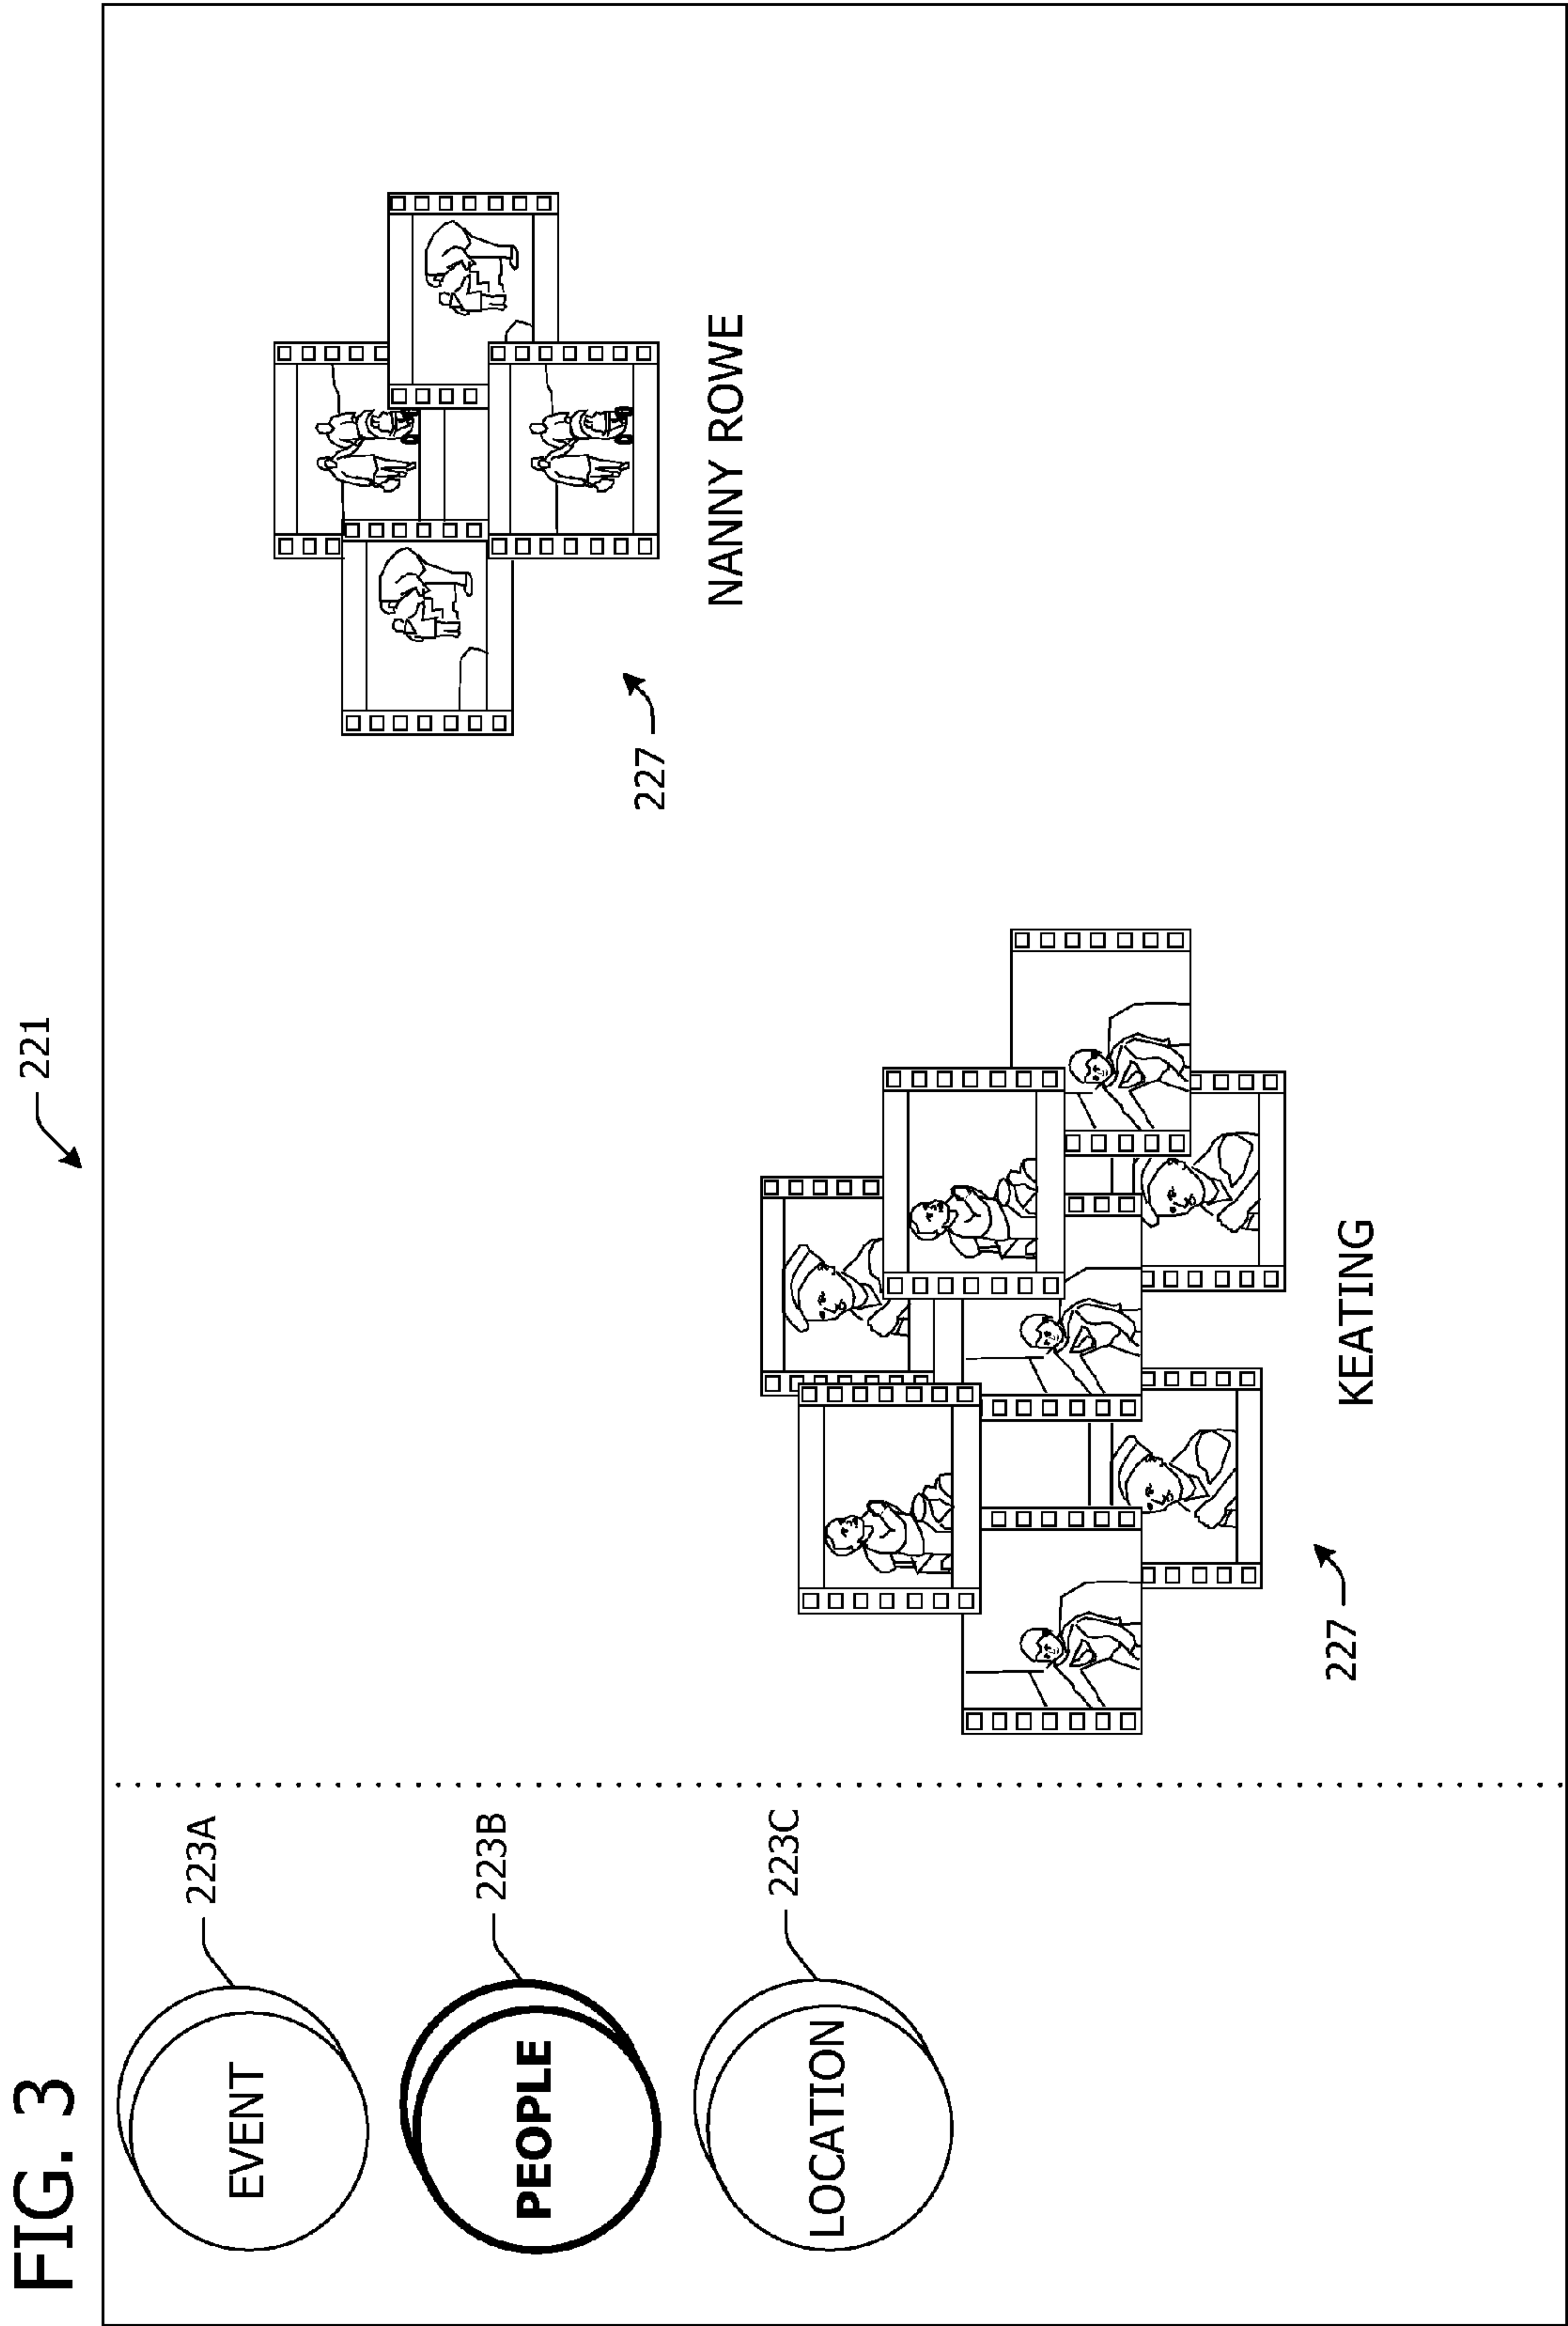 FIG. 3
221
EVENT
223A
PEOPLE
223B
LOCATION
223C
227
NANNY ROWE
227
KEATING